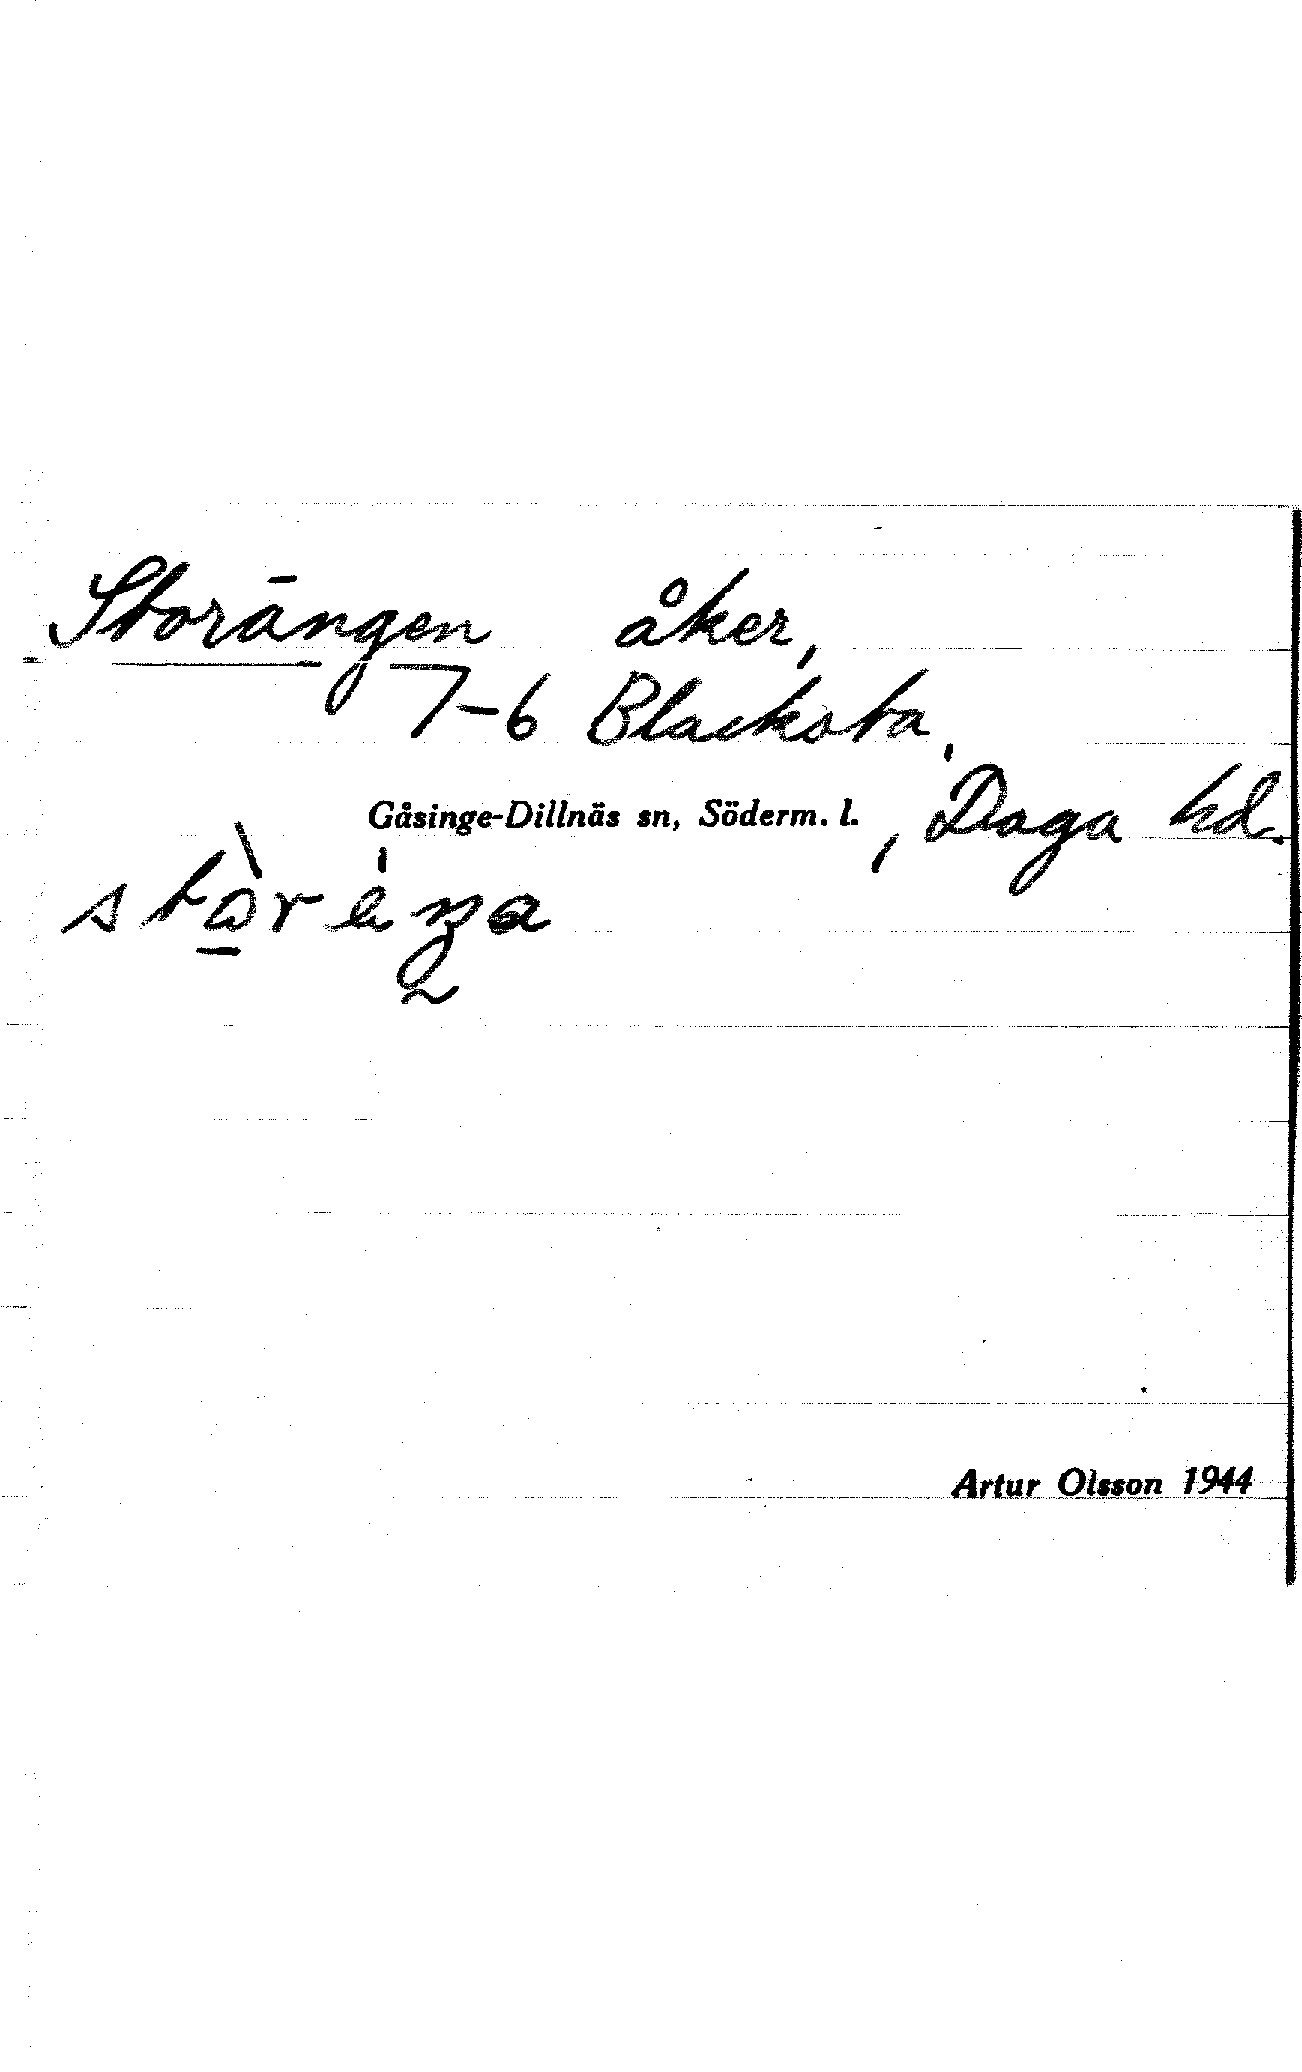 Storängen åker,
7-6 Blacksta,
Gåsinge-Dillnäs sn, Söderm. l., Daga hd.
Artur Olsson 1944